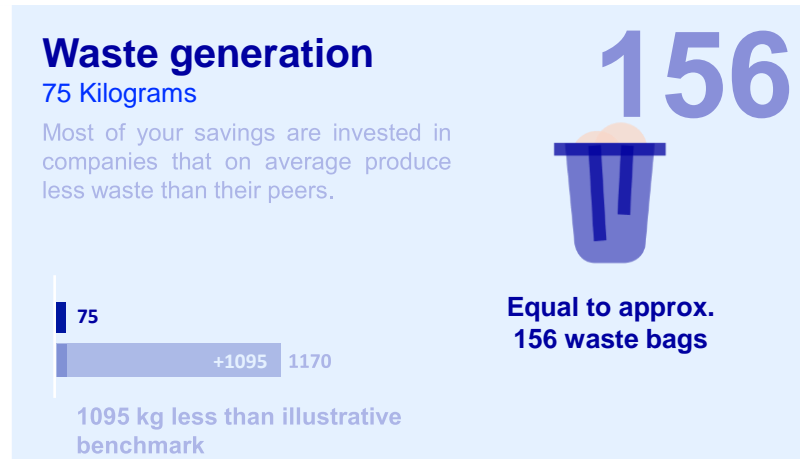 Waste generation
75 Kilograms
Most of your savings are invested in
companies that on average produce
less waste than their peers.
156
Equal to approx.
156 waste bags
75
+1095 1170
1095 kg less than illustrative
benchmark